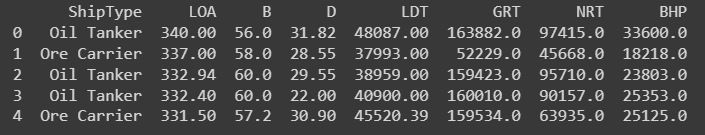 ShipType LOA B D LDT GRT NRT BHP
0 Oil Tanker 340.00 56.0 31.82 48087.00 163882.0 97415.0 33600.0
1 Ore Carrier 337.00 58.0 28.55 37993.00 52229.0 45668.0 18218.0
2 Oil Tanker 332.94 60.0 29.55 38959.00 159423.0 95710.0 23803.0
3 Oil Tanker 332.40 60.0 22.00 40900.00 160010.0 90157.0 25353.0
4 Ore Carrier 331.50 57.2 30.90 45520.39 159534.0 63935.0 25125.0